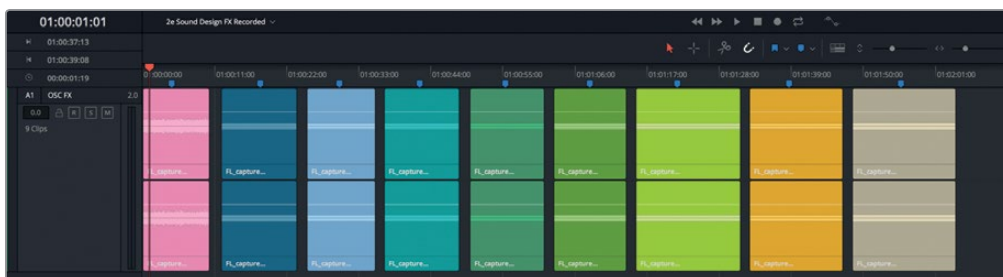 01:00:01:01
2e Sound Design FX Recorded
01:00:37:13
01:00:39:08
00:00:01:19
:00:00:00 01:00:11:00 01:00:22:00 01:00:33:00 01:00:44:00 01:00:55:00 01:01:06:00 01:01:17:00 01:01:28:00 01:01:39:00 01:01:50:00 01:02:01:00
A1 OSC FX 2.0
0.0 R S M
9 Clips
FL_capture... FL_capture... FL_capture... FL_capture... FL_capture... FL_capture... FL_capture... FL_capture... FL_capture...
FL_capture... FL_capture... FL_capture... FL_capture... FL_capture... FL_capture... FL_capture... FL_capture... FL_capture...